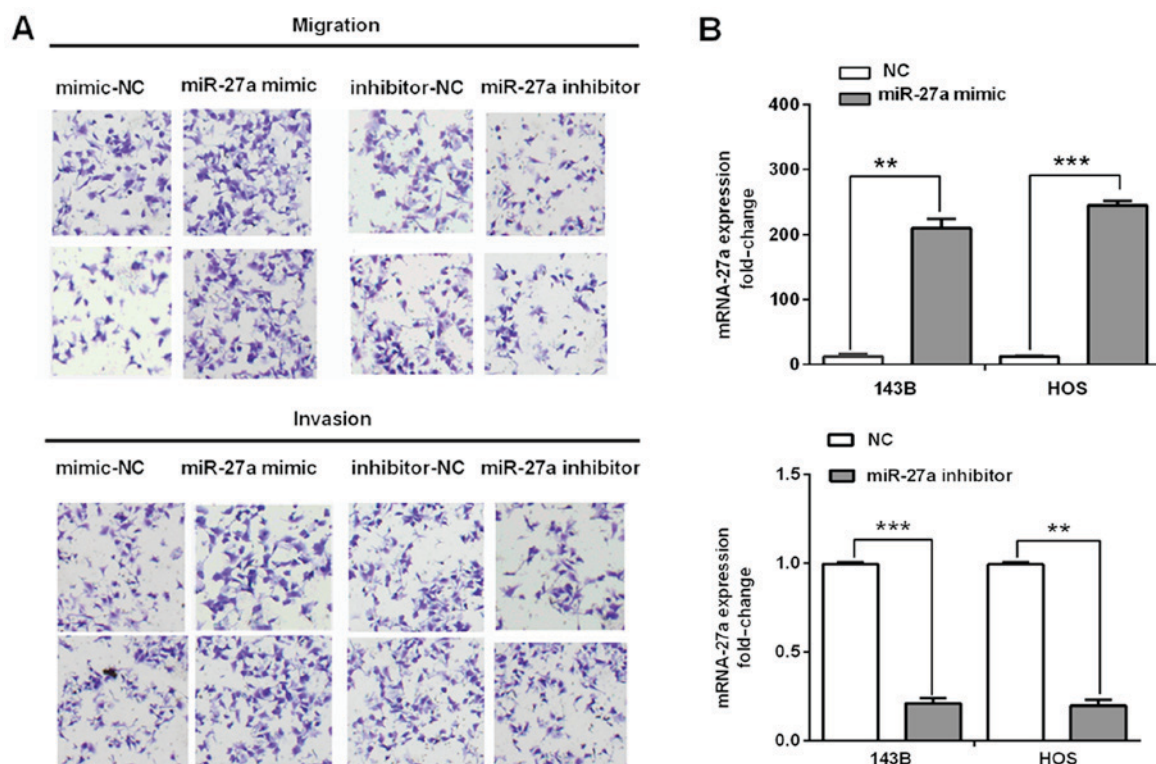 A
Migration
mimic-NC miR-27a mimic inhibitor-NC miR-27a inhibitor
Invasion
mimic-NC miR-27a mimic inhibitor-NC miR-27a inhibitor
B
NC
miR-27a mimic
mRNA-27a expression
fold-change
400
300
200
100
0
** ***
143B HOS
NC
miR-27a inhibitor
mRNA-27a expression
fold-change
1.5
1.0
0.5
0.0
*** **
143B HOS